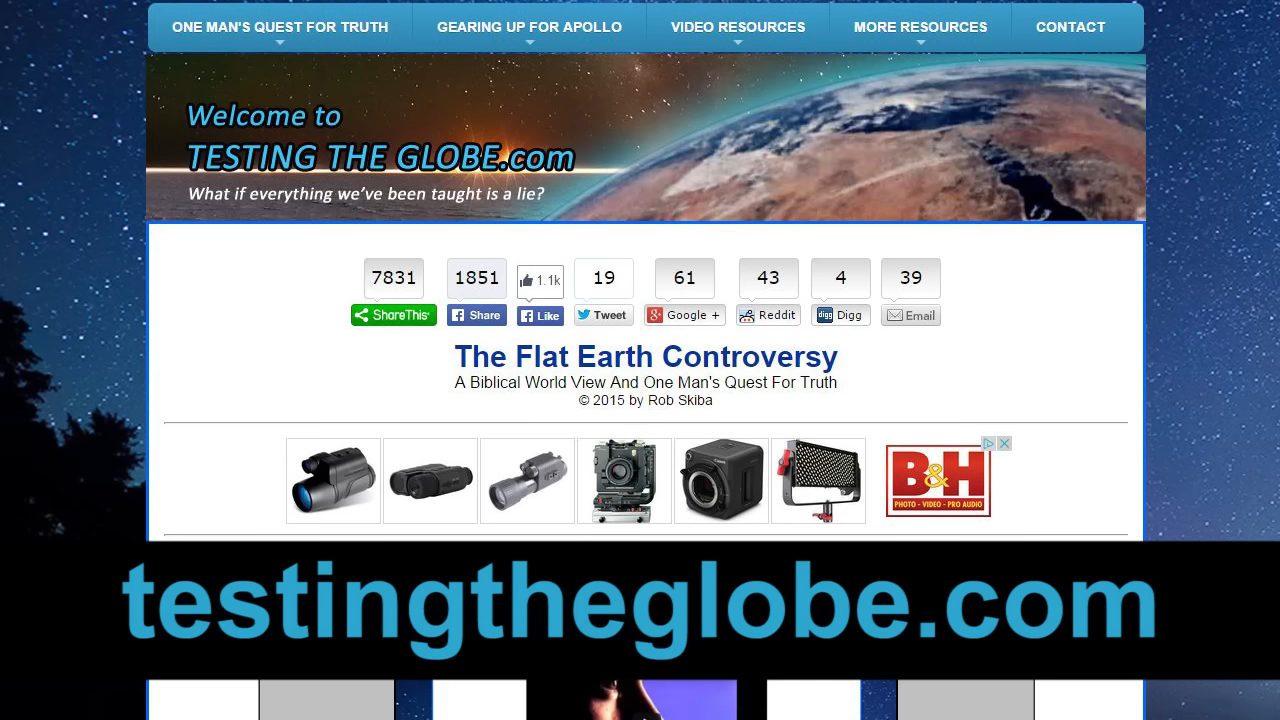 ONE MAN'S QUEST FOR TRUTH GEARING UP FOR APOLLO VIDEO RESOURCES MORE RESOURCES CONTACT
Welcome to
TESTING THE GLOBE.com
What if everything we've been taught is a lie?
7831 1851 1.1k 19 61 43 4 39
ShareThis Share Like Tweet Google + Reddit digg Digg Email
The Flat Earth Controversy
A Biblical World View And One Man's Quest For Truth
© 2015 by Rob Skiba
B&H
PHOTO - VIDEO - PRO AUDIO
testingtheglobe.com